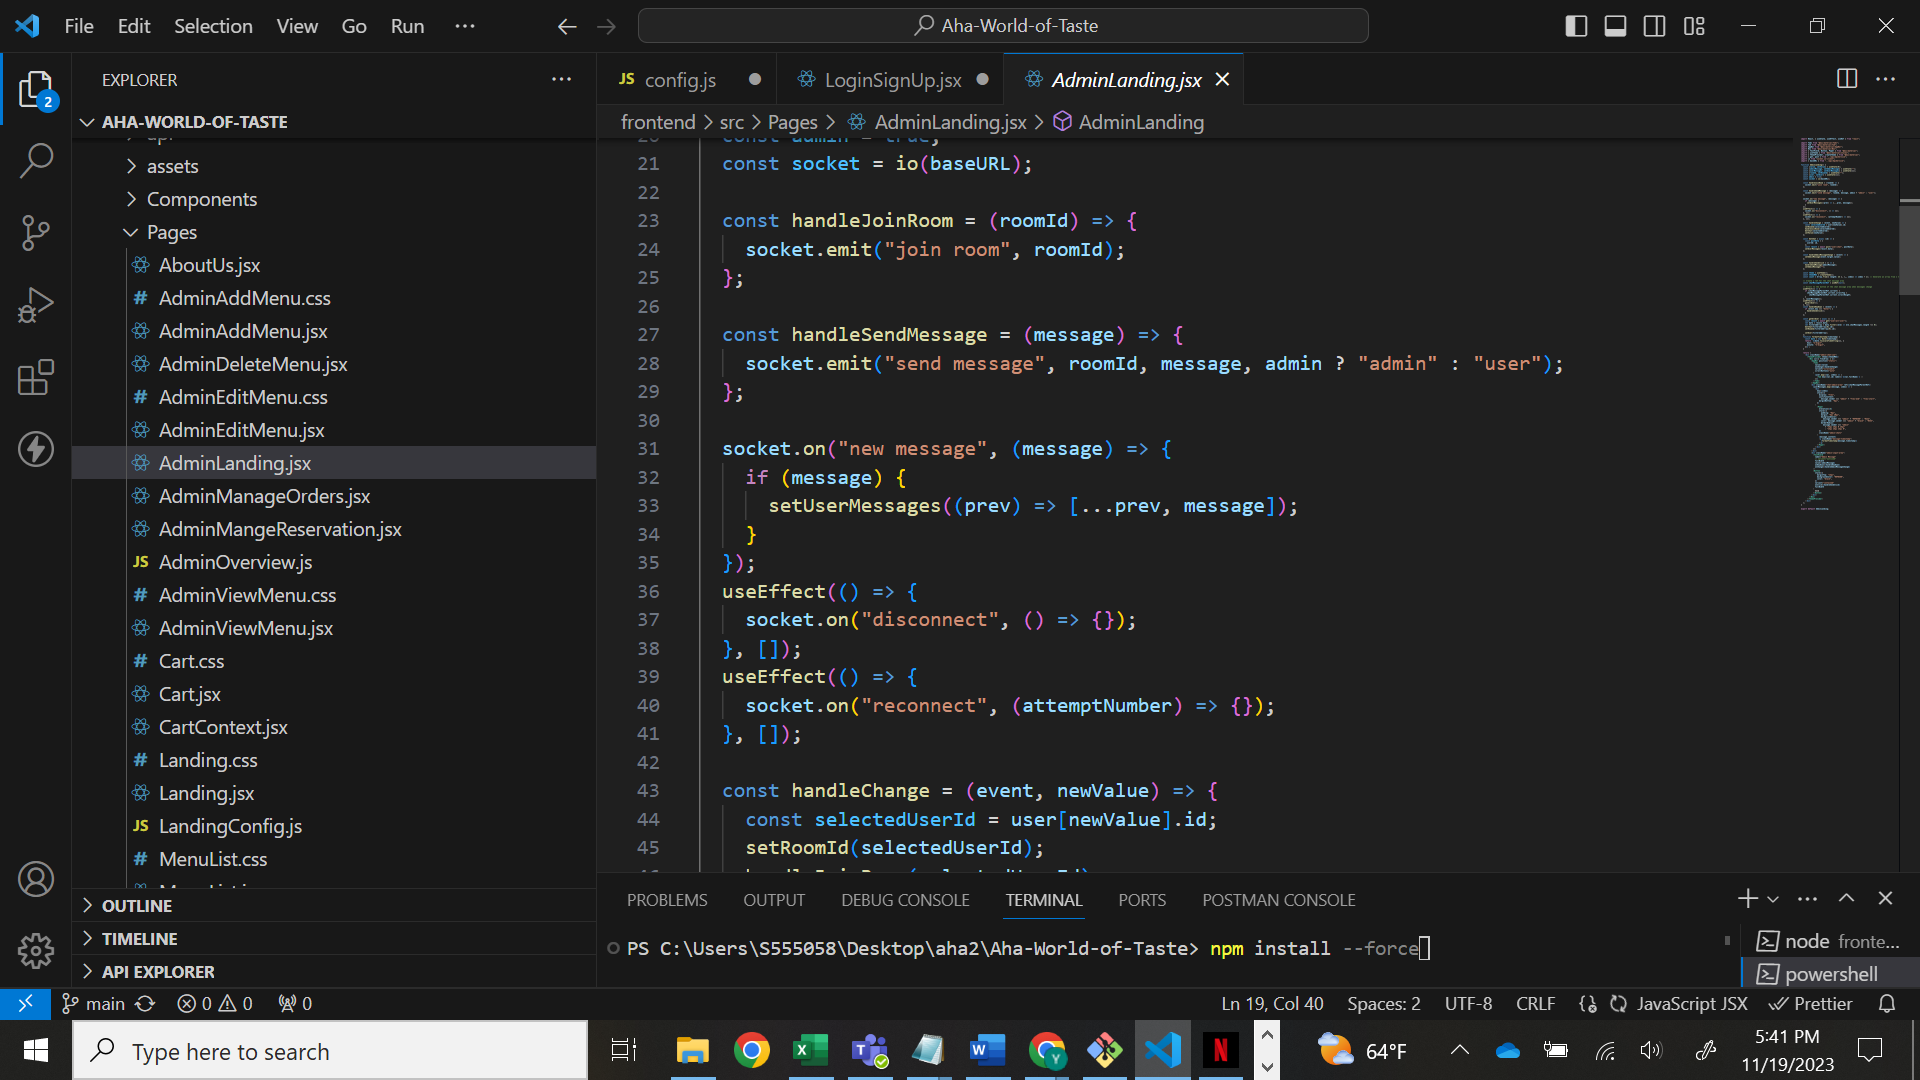 File Edit Selection View Go Run ···
Aha-World-of-Taste
EXPLORER
2
AHA-WORLD-OF-TASTE
assets
Components
Pages
AboutUs.jsx
# AdminAddMenu.css
AdminAddMenu.jsx
AdminDeleteMenu.jsx
# AdminEditMenu.css
AdminEditMenu.jsx
AdminLanding.jsx
AdminManageOrders.jsx
AdminMangeReservation.jsx
JS AdminOverview.js
# AdminViewMenu.css
AdminViewMenu.jsx
# Cart.css
Cart.jsx
CartContext.jsx
# Landing.css
Landing.jsx
JS LandingConfig.js
# MenuList.css
OUTLINE
TIMELINE
API EXPLORER
JS config.js LoginSignUp.jsx AdminLanding.jsx
frontend > src > Pages > AdminLanding.jsx > AdminLanding
20 const admin = true;
21 const socket = io(baseURL);
22
23 const handleJoinRoom = (roomId) => {
24 socket.emit("join room", roomId);
25 };
26
27 const handleSendMessage = (message) => {
28 socket.emit("send message", roomId, message, admin ? "admin" : "user");
29 };
30
31 socket.on("new message", (message) => {
32 if (message) {
33 setUserMessages((prev) => [...prev, message]);
34 }
35 });
36 useEffect(() => {
37 socket.on("disconnect", () => {});
38 }, []);
39 useEffect(() => {
40 socket.on("reconnect", (attemptNumber) => {});
41 }, []);
42
43 const handleChange = (event, newValue) => {
44 const selectedUserId = user[newValue].id;
45 setRoomId(selectedUserId);
PROBLEMS OUTPUT DEBUG CONSOLE TERMINAL PORTS POSTMAN CONSOLE
PS C:\Users\S555058\Desktop\aha2\Aha-World-of-Taste> npm install --force
node fronte...
powershell
main 0 0 0
Ln 19, Col 40 Spaces: 2 UTF-8 CRLF JavaScript JSX Prettier
Type here to search
64°F
5:41 PM
11/19/2023